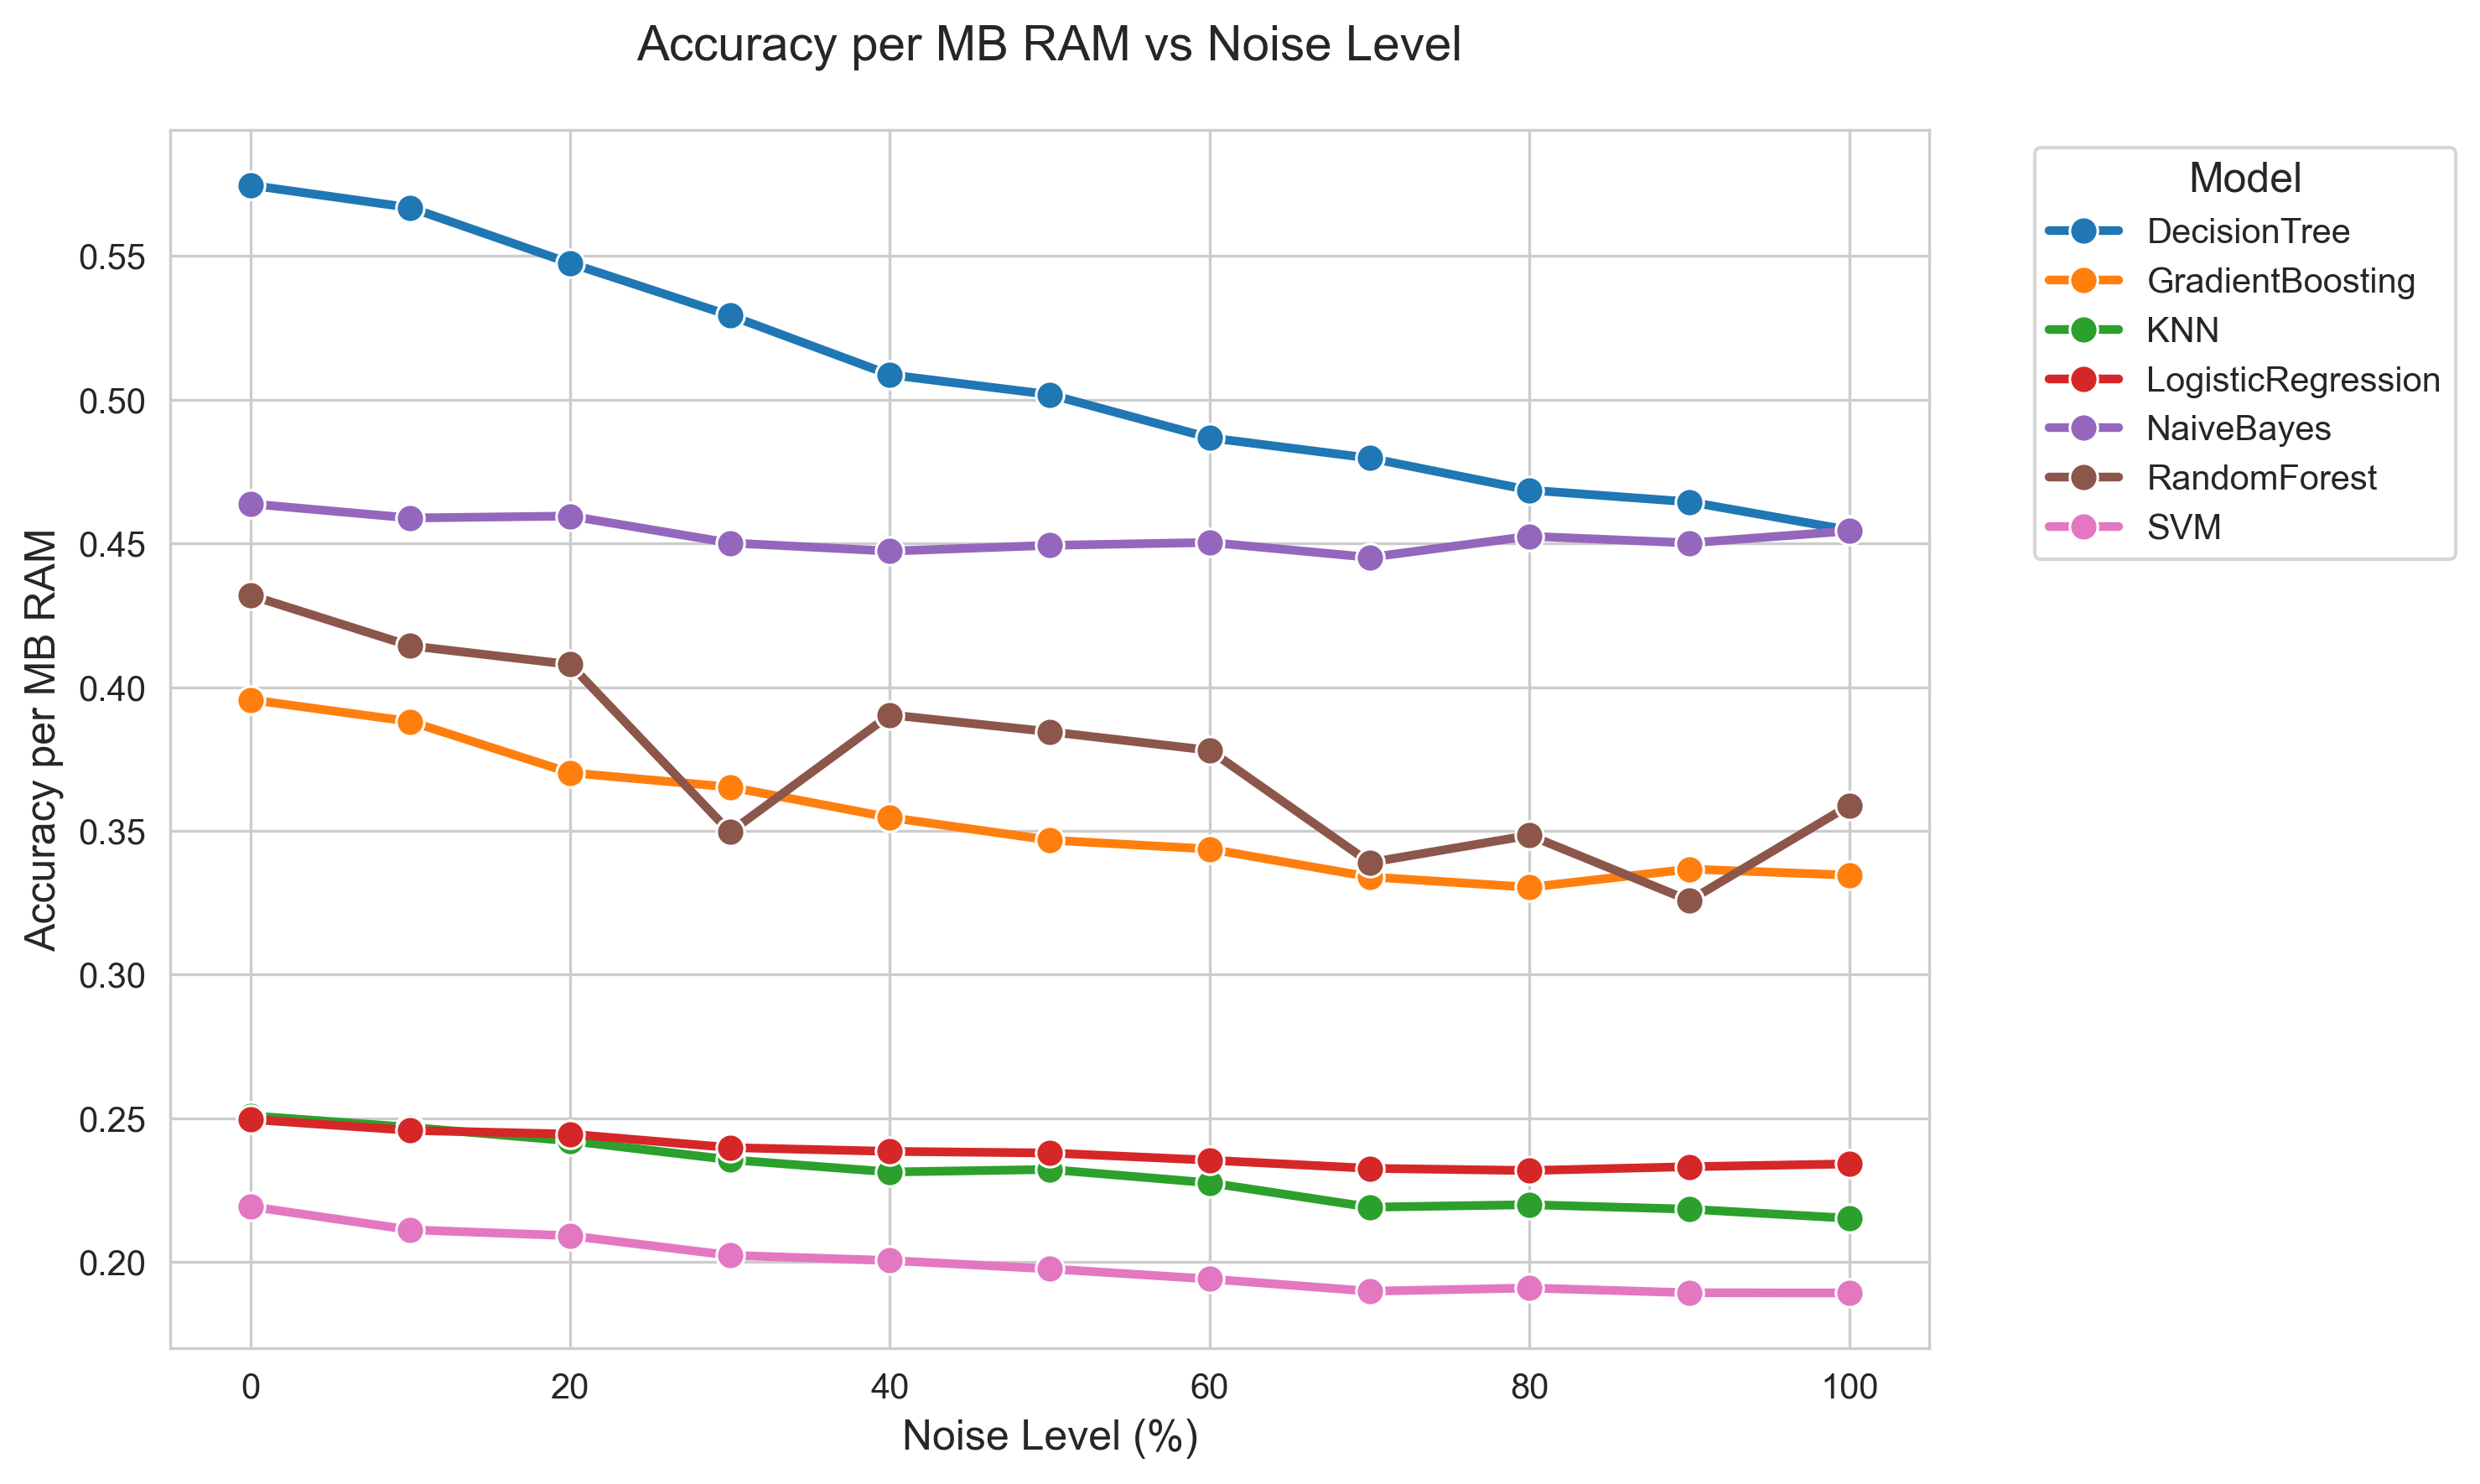 Accuracy per MB RAM vs Noise Level
Accuracy per MB RAM
0.55
0.50
0.45
0.40
0.35
0.30
0.25
0.20
0 20 40 60 80 100
Noise Level (%)
Model
DecisionTree
GradientBoosting
KNN
LogisticRegression
NaiveBayes
RandomForest
SVM